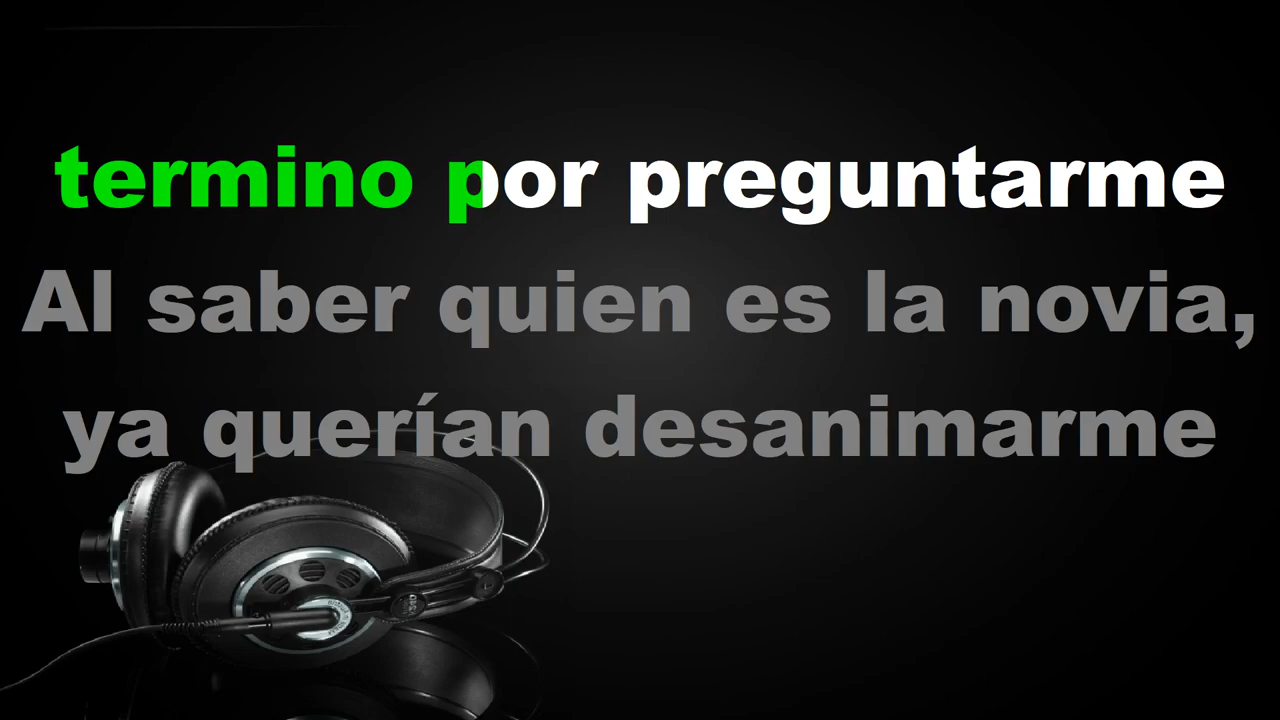 termino por preguntarme
Al saber quien es la novia,
ya querían desanimarme